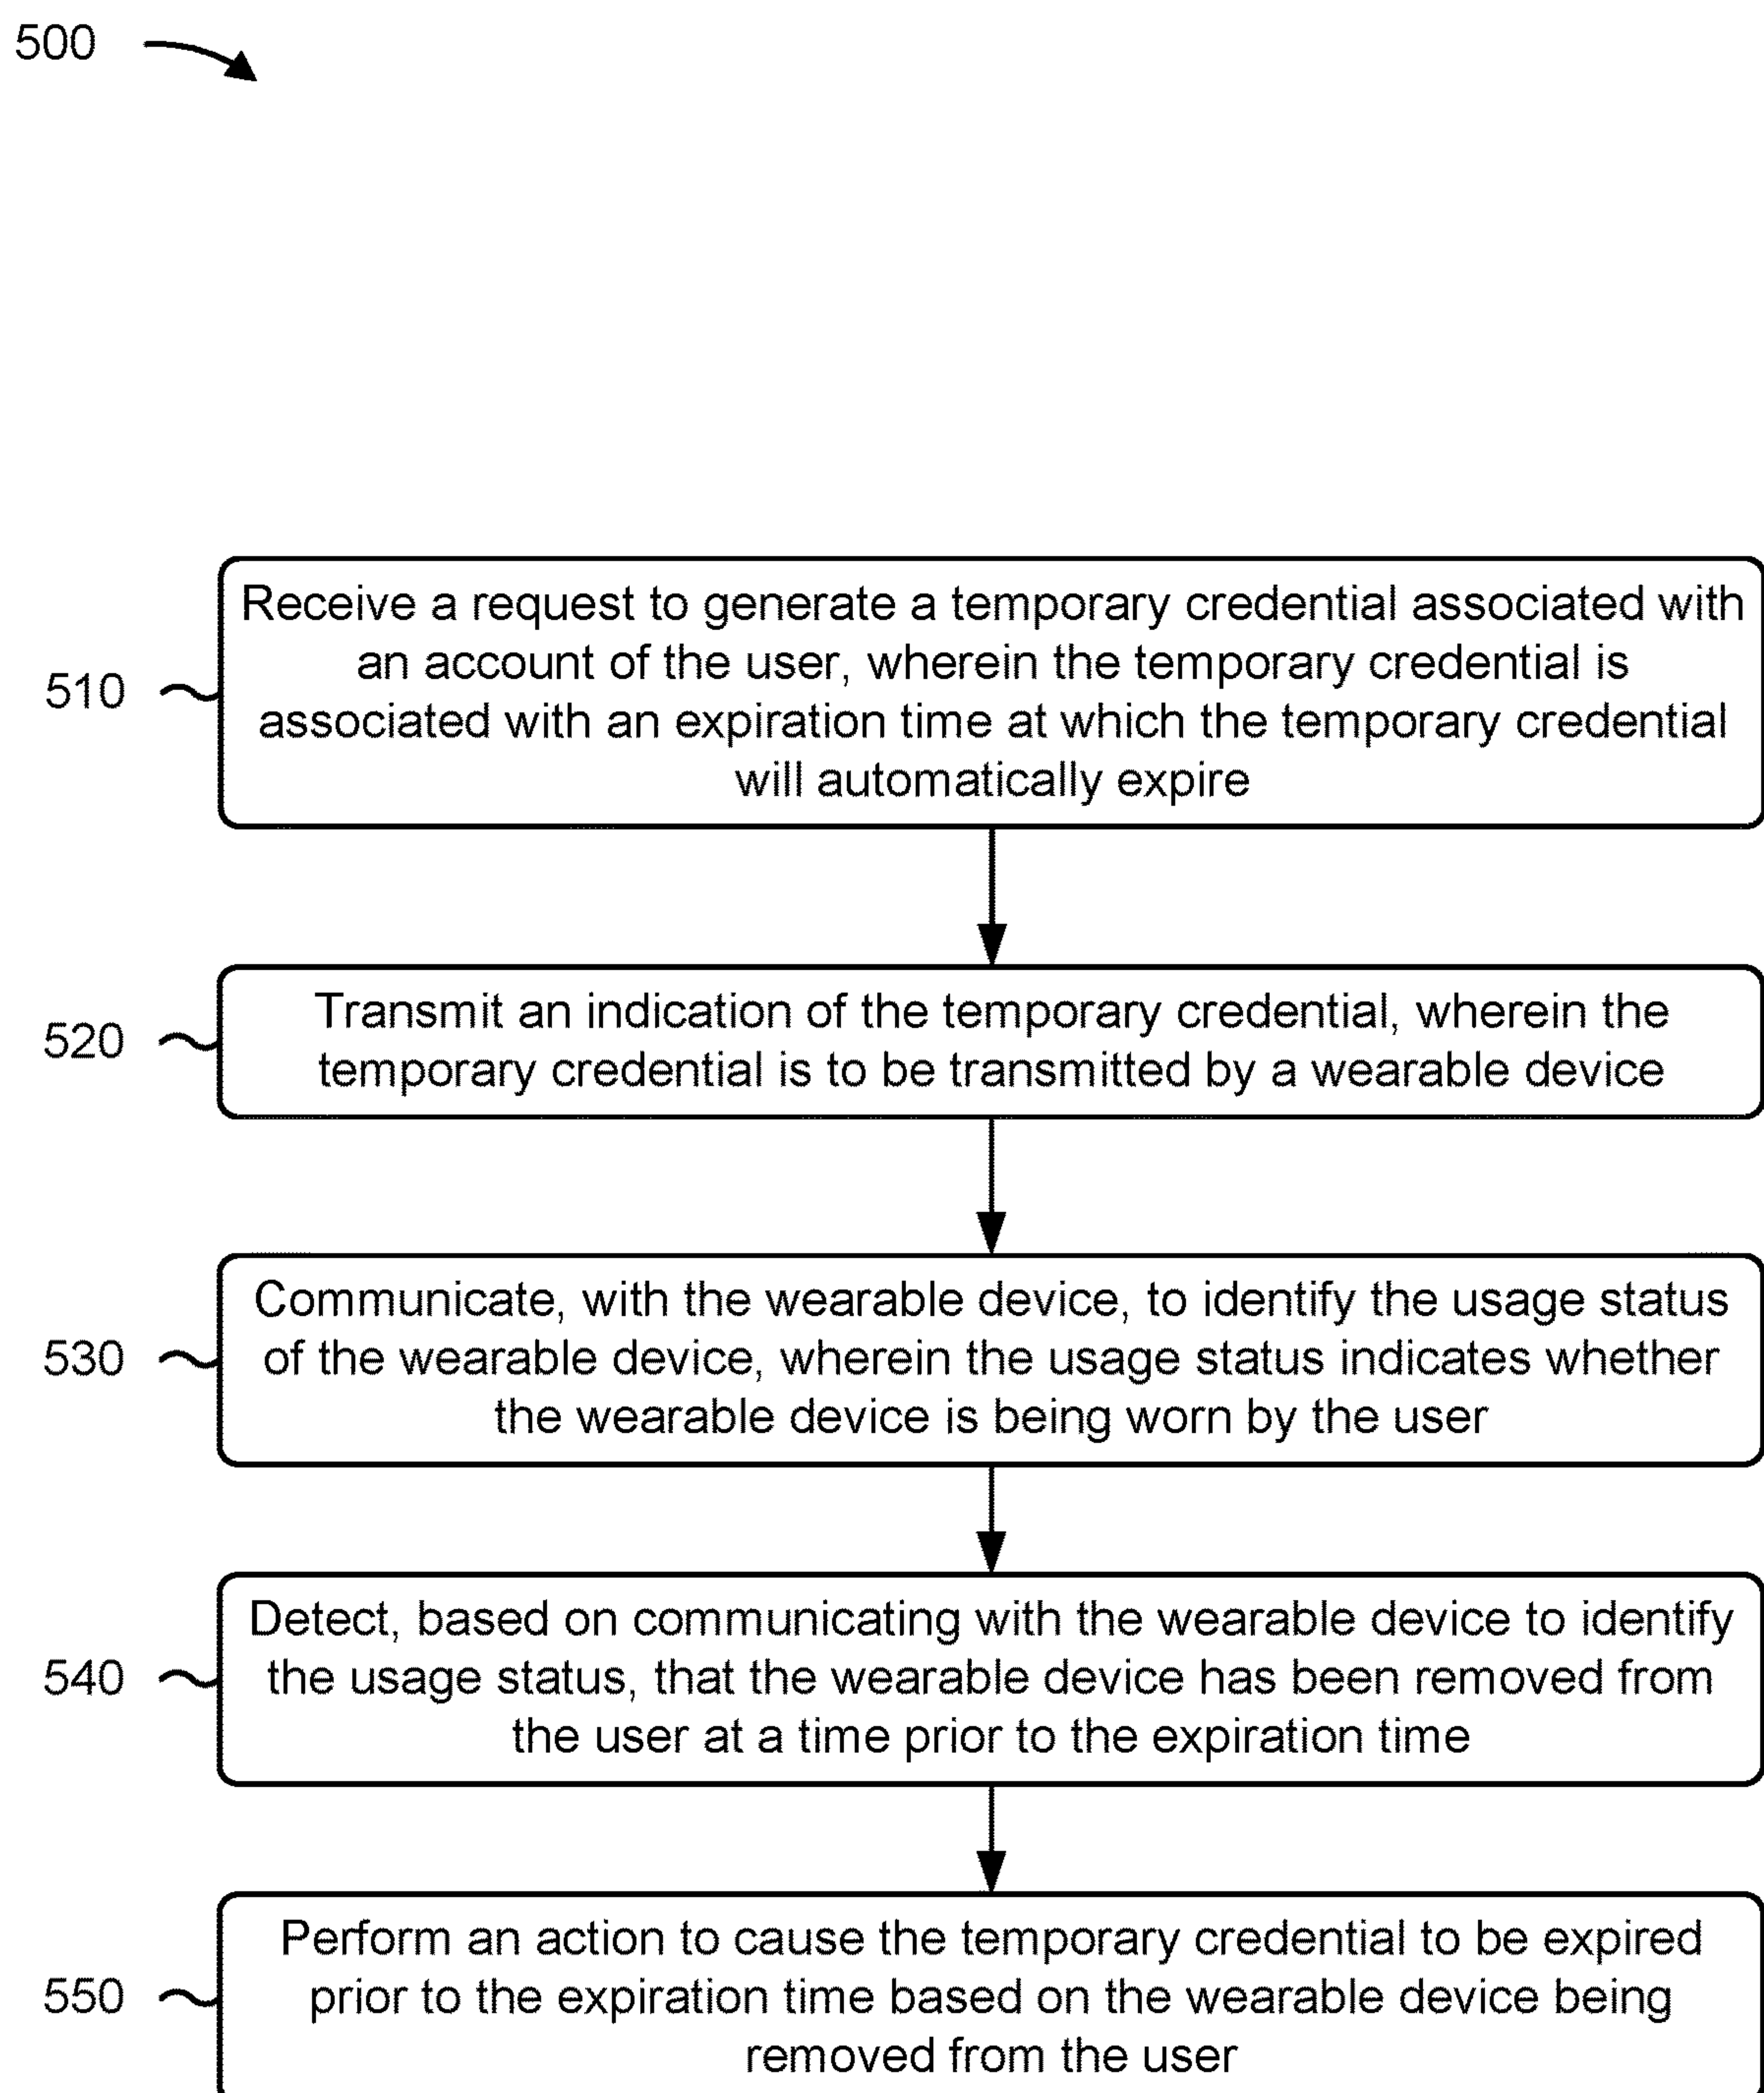 500
Receive a request to generate a temporary credential associated with
an account of the user, wherein the temporary credential is
510
associated with an expiration time at which the temporary credential
will automatically expire
Transmit an indication of the temporary credential, wherein the
520
temporary credential is to be transmitted by a wearable device
Communicate, with the wearable device, to identify the usage status
530
of the wearable device, wherein the usage status indicates whether
the wearable device is being worn by the user
Detect, based on communicating with the wearable device to identify
540
the usage status, that the wearable device has been removed from
the user at a time prior to the expiration time
Perform an action to cause the temporary credential to be expired
550
prior to the expiration time based on the wearable device being
removed from the user